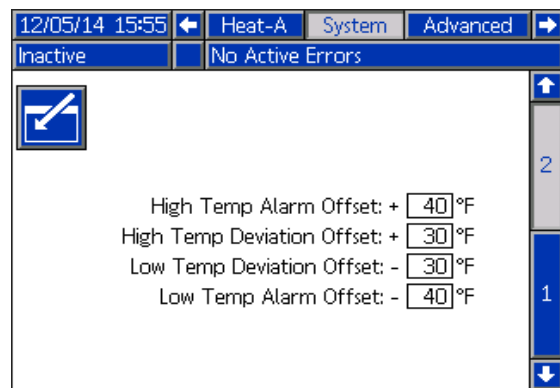 12/05/14 15:55 Heat-A System Advanced
Inactive No Active Errors
2
High Temp Alarm Offset: + 40 °F
High Temp Deviation Offset: + 30 °F
Low Temp Deviation Offset: - 30 °F
Low Temp Alarm Offset: - 40 °F
1